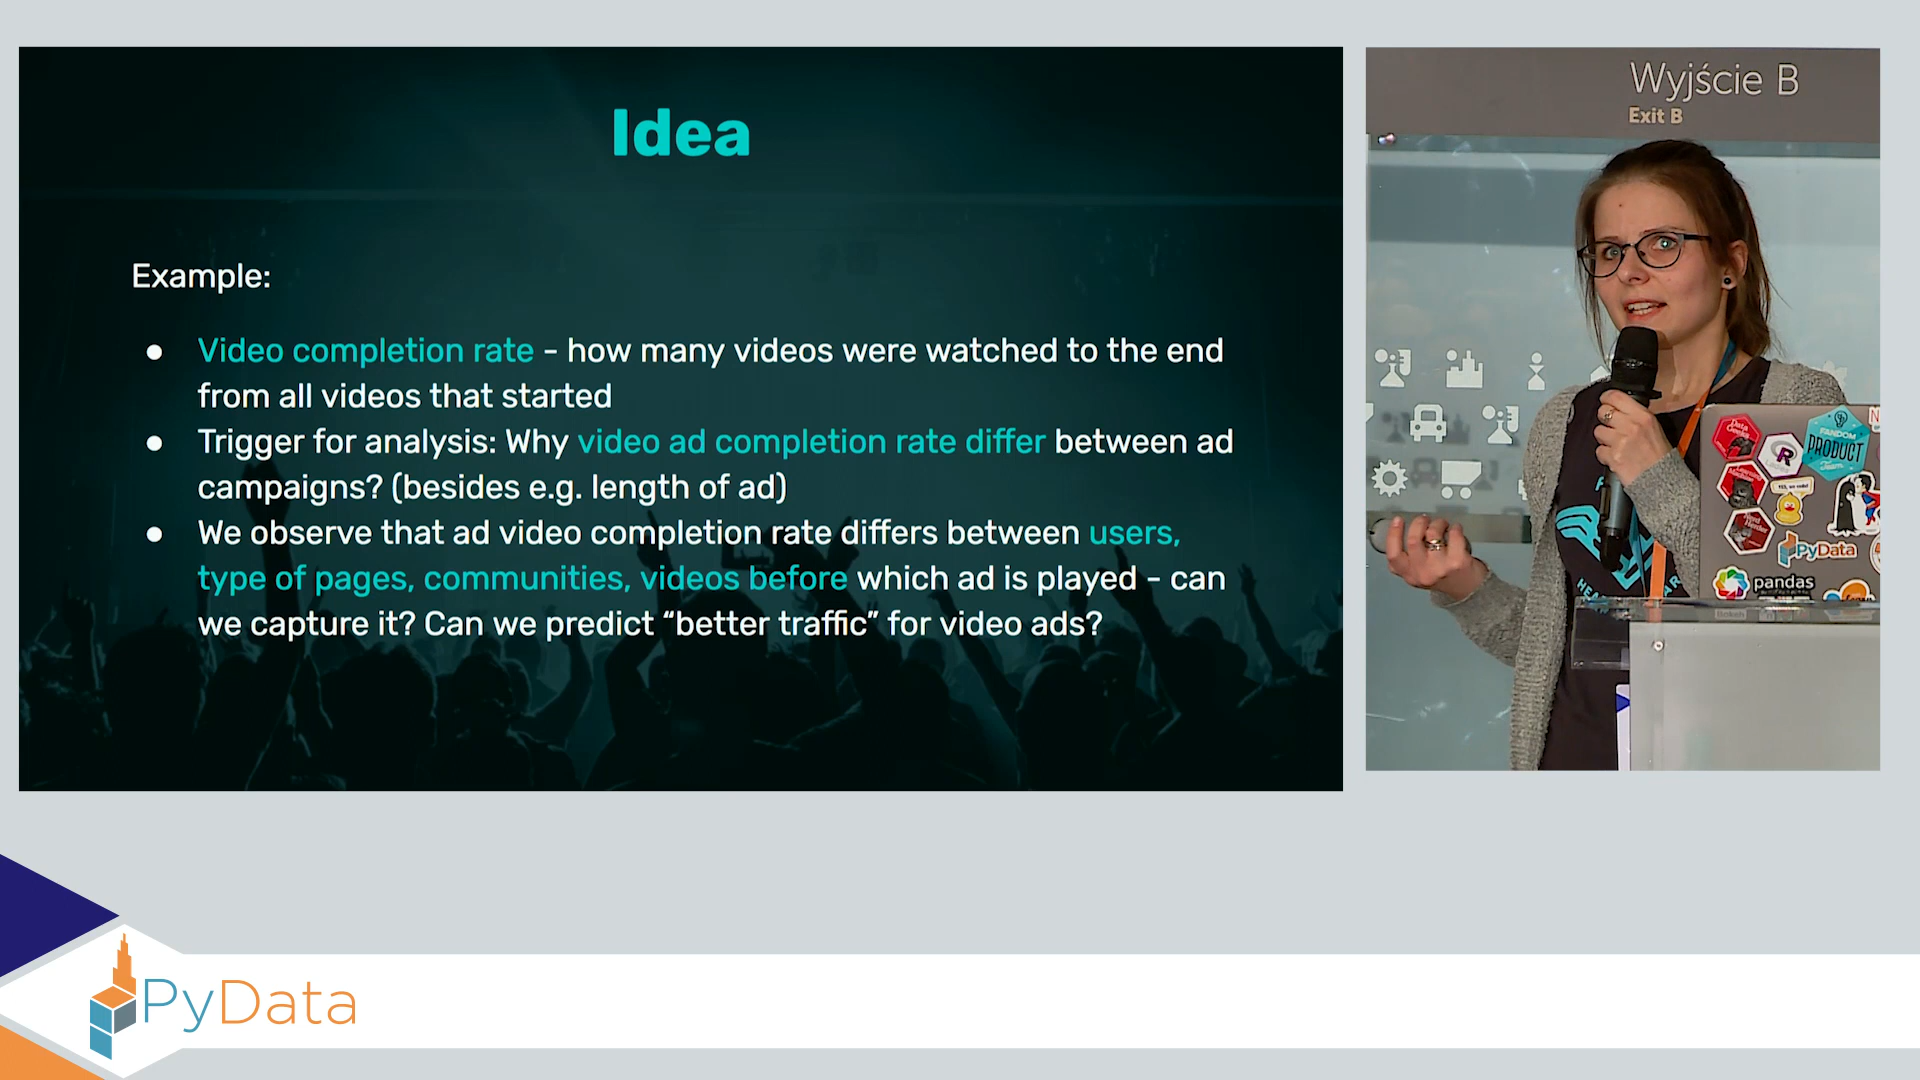 Idea
Example:
● Video completion rate - how many videos were watched to the end
from all videos that started
● Trigger for analysis: Why video ad completion rate differ between ad
campaigns? (besides e.g. length of ad)
● We observe that ad video completion rate differs between users,
type of pages, communities, videos before which ad is played - can
we capture it? Can we predict “better traffic” for video ads?
Wyjście B
Exit B
Data
R
FANDOM
PRODUCT
Team
PyData
pandas
PyData